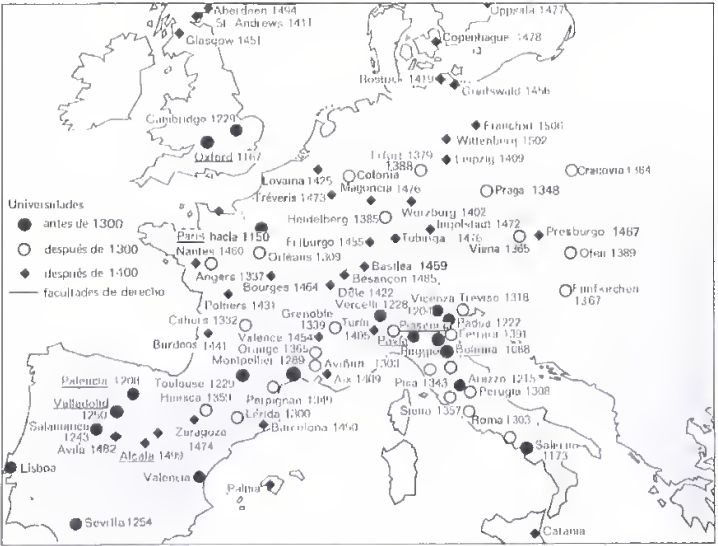 Aberdeen 1494
St. Andrews 1411
Glasgow 1451
Uppsala 1477
Copenhague 1478
Rostock 1419
Greifswald 1456
Cambridge 1229
Oxford 1167
Francfort 1506
Wittenberg 1502
Leipzig 1409
Erfurt 1379
1388
Colonia
Cracovia 1364
Lovaina 1425
Tréveris 1473
Maguncia 1476
Praga 1348
Universidades
antes de 1300
después de 1300
después de 1400
facultades de derecho
Heidelberg 1385
Würzburg 1402
Ingolstadt 1472
París hacia 1150
Nantes 1460
Orléans 1309
Friburgo 1455
Tubinga 1476
Viena 1365
Presburgo 1467
Ofen 1389
Angers 1337
Bourges 1464
Basilea 1459
Besançon 1485
Dôle 1422
Poitiers 1431
Vercelli 1228
Vicenza
1204
Treviso 1318
Fünfkirchen
1367
Cahors 1332
Grenoble
1339
Turín
1405
Piacenza
Padua 1222
Burdeos 1441
Valence 1454
Orange 1365
Pavía
Ferrara 1391
Reggio
Bolonia 1088
Montpellier 1289
Aviñón 1303
Aix 1409
Palencia 1208
Toulouse 1229
Pisa 1343
Arezzo 1215
Valladolid
1250
Huesca 1359
Perpignan 1349
Perugia 1308
Salamanca
1243
Lérida 1300
Siena 1357
Roma 1303
Avila 1482
Zaragoza
1474
Barcelona 1450
Alcalá 1499
Salerno
1173
Lisboa
Valencia
Palma
Sevilla 1254
Catania